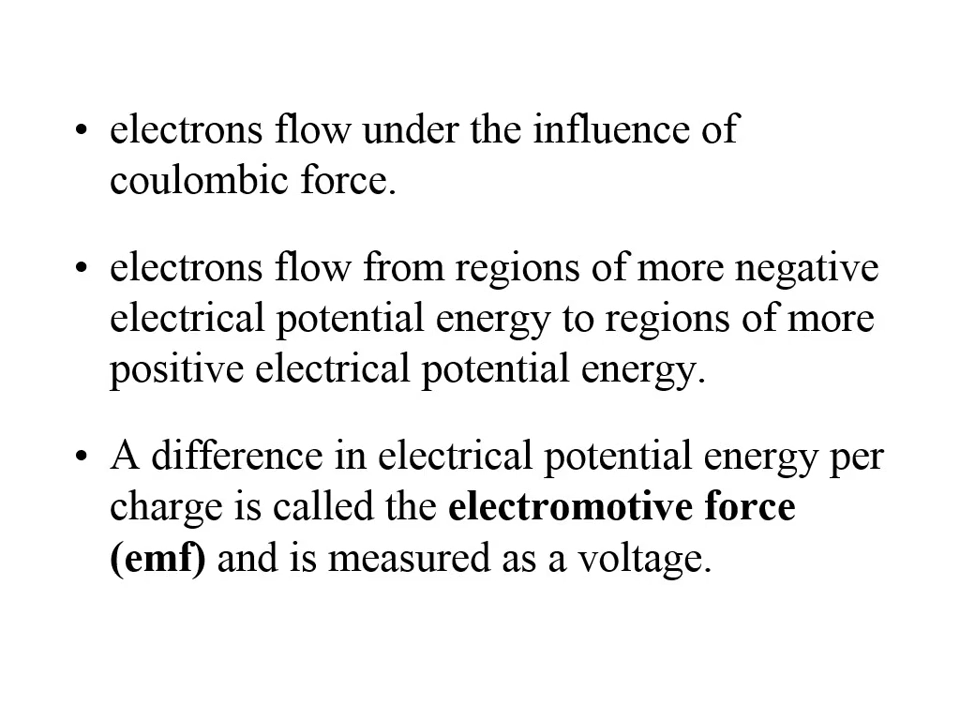 • electrons flow under the influence of
coulombic force.
• electrons flow from regions of more negative
electrical potential energy to regions of more
positive electrical potential energy.
• A difference in electrical potential energy per
charge is called the electromotive force
(emf) and is measured as a voltage.